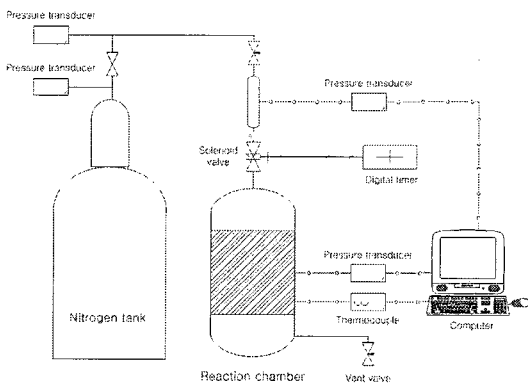 Pressure transducer
Pressure transducer
Pressure transducer
Solenoid
valve
Digital timer
Pressure transducer
Nitrogen tank
Thermocouple
Computer
Reaction chamber
Vent valve